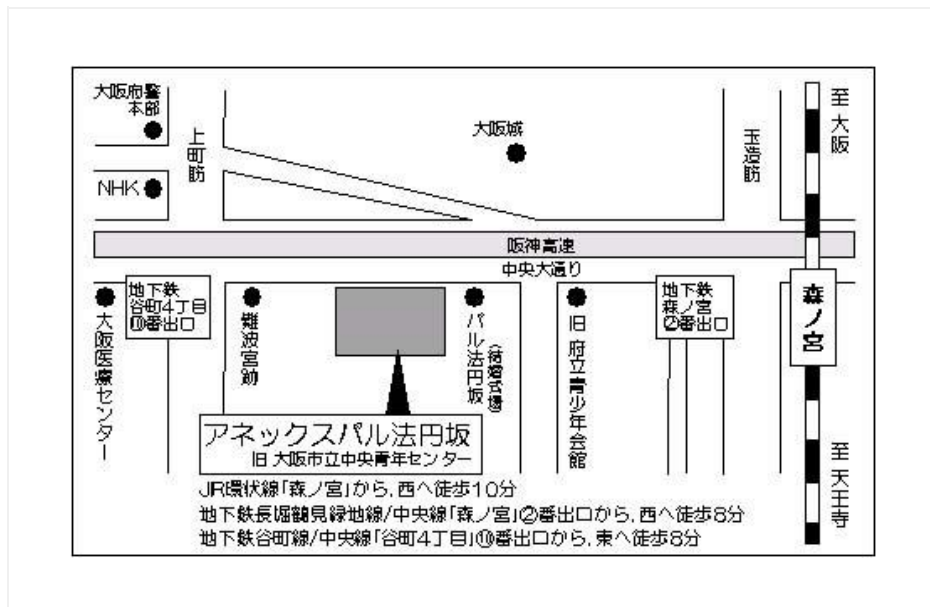 大阪府警
本部
NHK
上町筋
大阪城
玉造筋
至大阪
阪神高速
中央大通り
地下鉄
谷町4丁目
⑩番出口
大阪医療センター
難波宮跡
パル法円坂
(結婚式場)
旧府立青少年会館
地下鉄
森ノ宮
②番出口
森ノ宮
至天王寺
アネックスパル法円坂
旧 大阪市立中央青年センター
JR環状線「森ノ宮」から、西へ徒歩10分
地下鉄長堀鶴見緑地線/中央線「森ノ宮」②番出口から、西へ徒歩8分
地下鉄谷町線/中央線「谷町4丁目」⑩番出口から、東へ徒歩8分